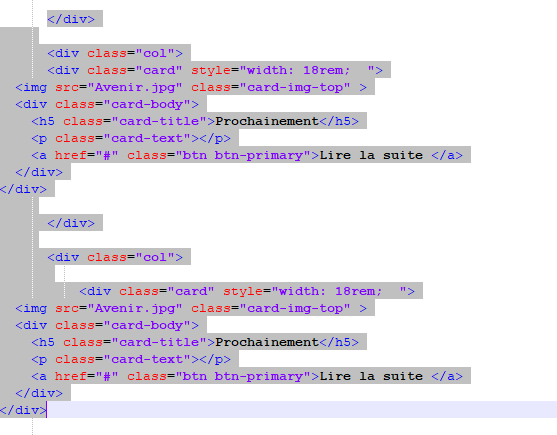 </div>
<div class="col">
<div class="card" style="width: 18rem;  ">
<img src="Avenir.jpg" class="card-img-top" >
<div class="card-body">
<h5 class="card-title">Prochainement</h5>
<p class="card-text"></p>
<a href="#" class="btn btn-primary">Lire la suite </a>
</div>
</div>
</div>
<div class="col">
<div class="card" style="width: 18rem;  ">
<img src="Avenir.jpg" class="card-img-top" >
<div class="card-body">
<h5 class="card-title">Prochainement</h5>
<p class="card-text"></p>
<a href="#" class="btn btn-primary">Lire la suite </a>
</div>
</div>